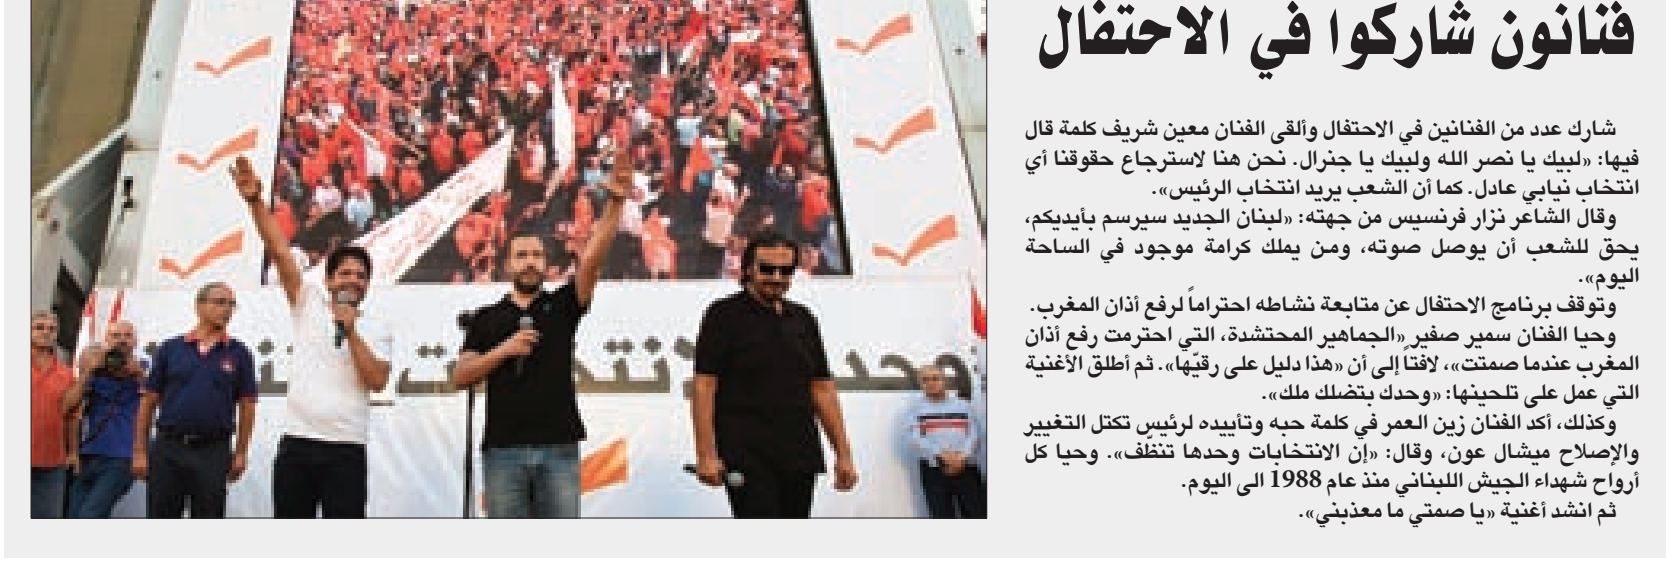 فنانون شاركوا في الاحتفال
شارك عدد من الفنانين في الاحتفال وألقى الفنان معين شريف كلمة قال
فيها: «لبيك يا نصر الله ولبيك يا جنرال. نحن هنا لاسترجاع حقوقنا أي
انتخاب نيابي عادل. كما أن الشعب يريد انتخاب الرئيس».
وقال الشاعر نزار فرنسيس من جهته: «لبنان الجديد سيرسم بأيديكم،
يحق للشعب أن يوصل صوته، ومن يملك كرامة موجود في الساحة
اليوم».
وتوقف برنامج الاحتفال عن متابعة نشاطه احتراماً لرفع أذان المغرب.
وحيا الفنان سمير صفير «الجماهير المحتشدة، التي احترمت رفع أذان
المغرب عندما صمتت»، لافتاً إلى أن «هذا دليل على رقيّها». ثم أطلق الأغنية
التي عمل على تلحينها: «وحدك بتضلك ملك».
وكذلك، أكد الفنان زين العمر في كلمة حبه وتأييده لرئيس تكتل التغيير
والإصلاح ميشال عون، وقال: «إن الانتخابات وحدها تنظّف». وحيا كل
أرواح شهداء الجيش اللبناني منذ عام 1988 الى اليوم.
ثم انشد أغنية «يا صمتي ما معذبني».